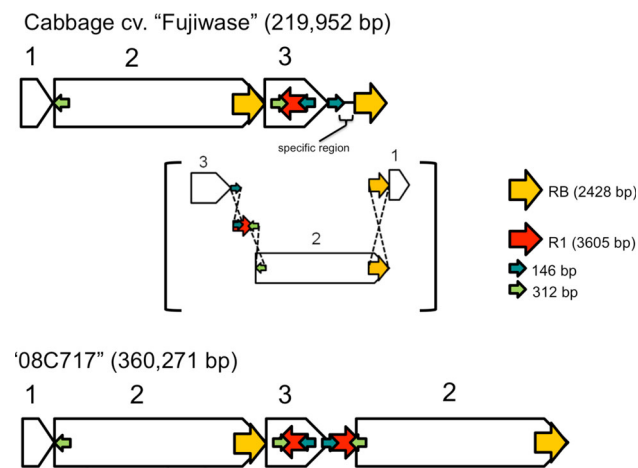 Cabbage cv. “Fujiwase” (219,952 bp)
1 2 3
specific region
3 1
2
RB (2428 bp)
R1 (3605 bp)
146 bp
312 bp
‘08C717” (360,271 bp)
1 2 3 2